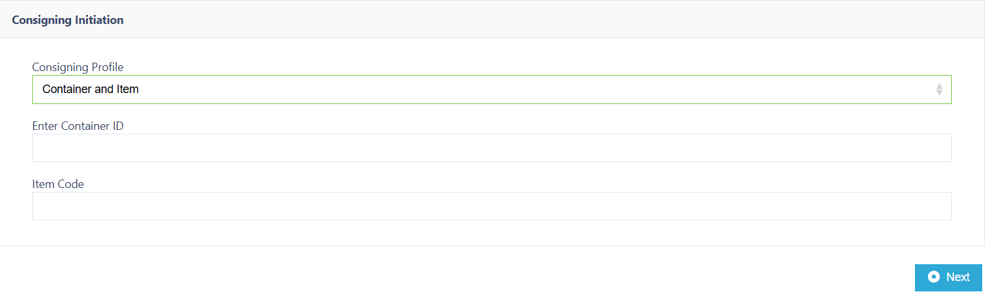 Consigning Initiation
Consigning Profile
Container and Item
Enter Container ID
Item Code
Next